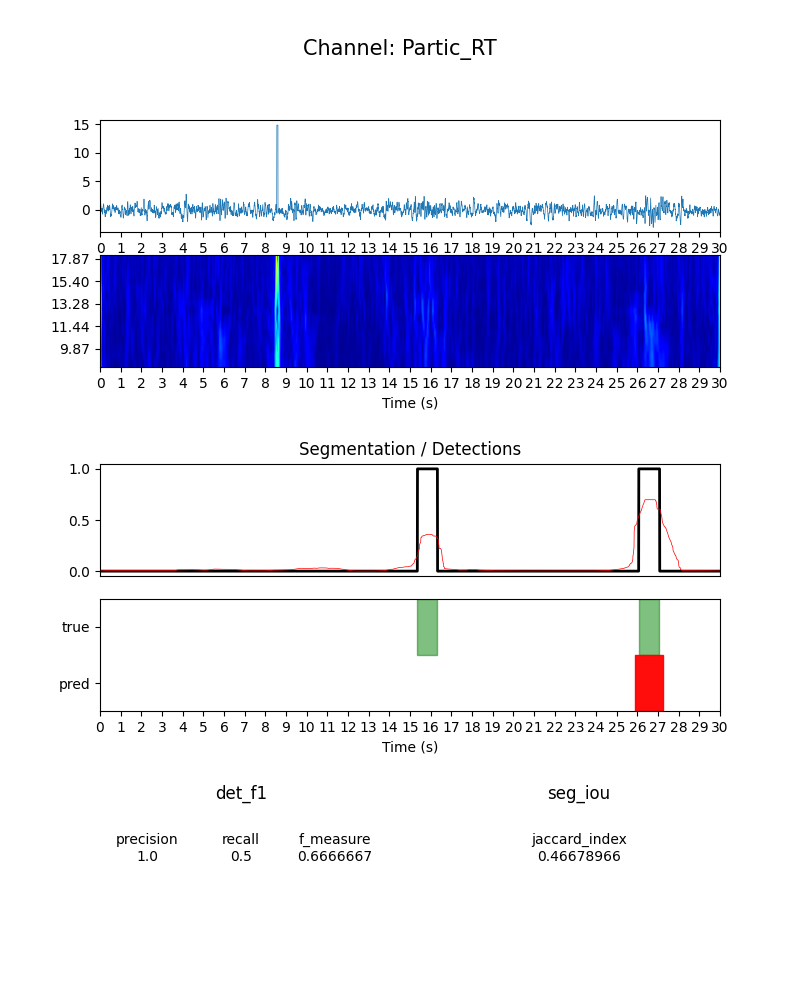 Channel: Partic_RT
15
10
5
0
0 1 2 3 4 5 6 7 8 9 10 11 12 13 14 15 16 17 18 19 20 21 22 23 24 25 26 27 28 29 30
17.87
15.40
13.28
11.44
9.87
0 1 2 3 4 5 6 7 8 9 10 11 12 13 14 15 16 17 18 19 20 21 22 23 24 25 26 27 28 29 30
Time (s)
Segmentation / Detections
1.0
0.5
0.0
true
pred
0 1 2 3 4 5 6 7 8 9 10 11 12 13 14 15 16 17 18 19 20 21 22 23 24 25 26 27 28 29 30
Time (s)
det_f1 seg_iou
precision recall f_measure jaccard_index
1.0 0.5 0.6666667 0.46678966